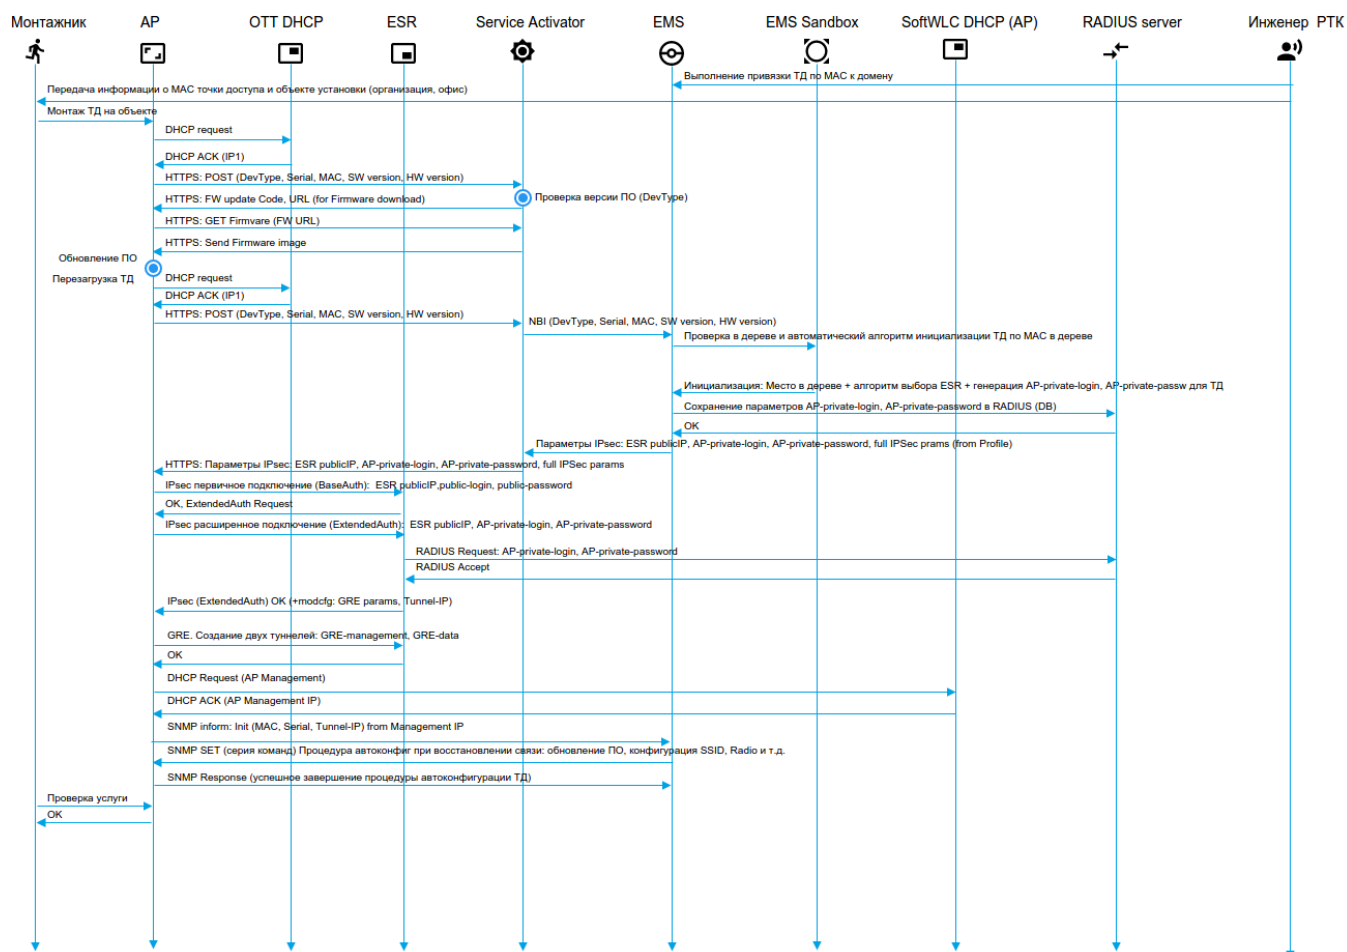 Монтажник
AP
OTT DHCP
ESR
Service Activator
EMS
EMS Sandbox
SoftWLC DHCP (AP)
RADIUS server
Инженер РТК
Выполнение привязки ТД по MAC к домену
Передача информации о MAC точки доступа и объекте установки (организация, офис)
Монтаж ТД на объекте
DHCP request
DHCP ACK (IP1)
HTTPS: POST (DevType, Serial, MAC, SW version, HW version)
Проверка версии ПО (DevType)
HTTPS: FW update Code, URL (for Firmware download)
HTTPS: GET Firmvare (FW URL)
HTTPS: Send Firmware image
Обновление ПО
Перезагрузка ТД
DHCP request
DHCP ACK (IP1)
HTTPS: POST (DevType, Serial, MAC, SW version, HW version)
NBI (DevType, Serial, MAC, SW version, HW version)
Проверка в дереве и автоматический алгоритм инициализации ТД по MAC в дереве
Инициализация: Место в дереве + алгоритм выбора ESR + генерация AP-private-login, AP-private-passw для ТД
Сохранение параметров AP-private-login, AP-private-password в RADIUS (DB)
OK
Параметры IPsec: ESR publicIP, AP-private-login, AP-private-password, full IPSec prams (from Profile)
HTTPS: Параметры IPsec: ESR publicIP, AP-private-login, AP-private-password, full IPSec params
IPsec первичное подключение (BaseAuth): ESR publicIP,public-login, public-password
OK, ExtendedAuth Request
IPsec расширенное подключение (ExtendedAuth): ESR publicIP, AP-private-login, AP-private-password
RADIUS Request: AP-private-login, AP-private-password
RADIUS Accept
IPsec (ExtendedAuth) OK (+modcfg: GRE params, Tunnel-IP)
GRE. Создание двух туннелей: GRE-management, GRE-data
OK
DHCP Request (AP Management)
DHCP ACK (AP Management IP)
SNMP inform: Init (MAC, Serial, Tunnel-IP) from Management IP
SNMP SET (серия команд) Процедура автоконфиг при восстановлении связи: обновление ПО, конфигурация SSID, Radio и т.д.
SNMP Response (успешное завершение процедуры автоконфигурации ТД)
Проверка услуги
OK